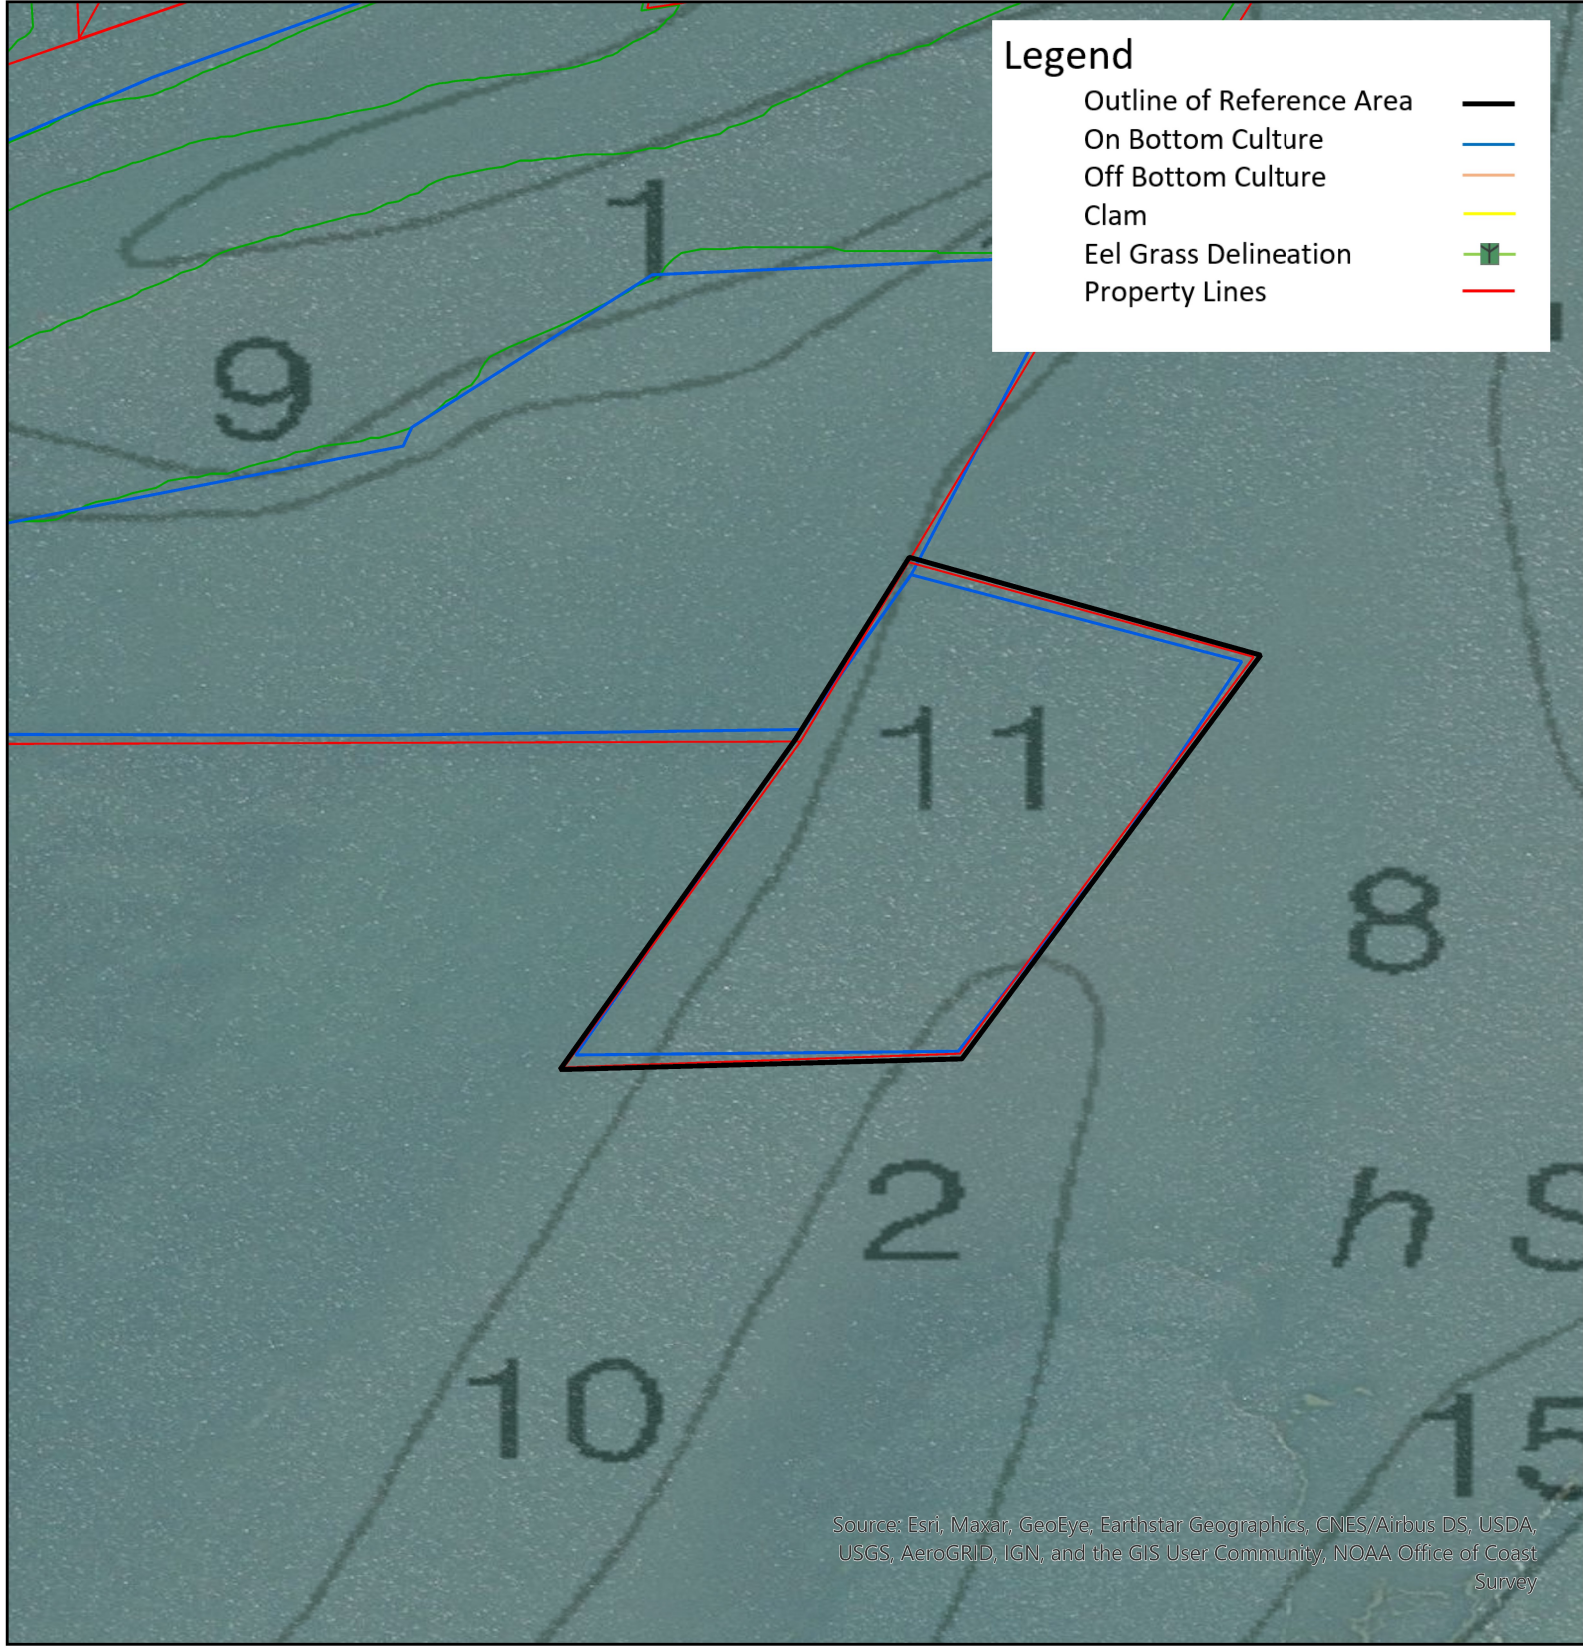 Legend
Outline of Reference Area
On Bottom Culture
Off Bottom Culture
Clam
Eel Grass Delineation
Property Lines
1
9
11
8
2
h S
10
15
Source: Esri, Maxar, GeoEye, Earthstar Geographics, CNES/Airbus DS, USDA,
USGS, AeroGRID, IGN, and the GIS User Community, NOAA Office of Coast
Survey